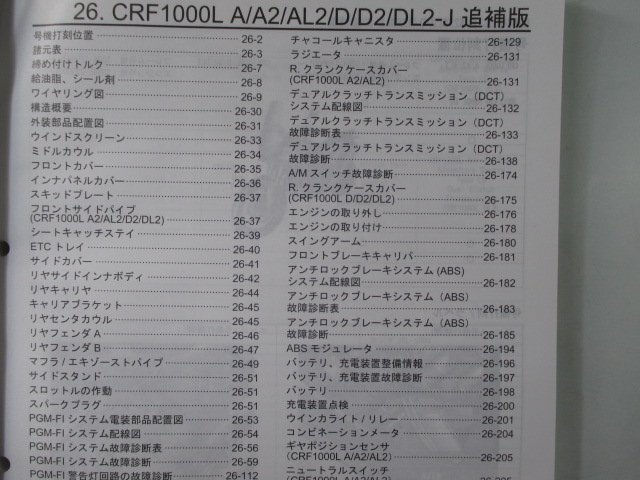 26. CRF1000L A/A2/AL2/D/D2/DL2-J 追補版
号機打刻位置 26-2
諸元表 26-3
締め付けトルク 26-7
給油脂、シール剤 26-8
ワイヤリング図 26-9
構造概要 26-30
外装部品配置図 26-31
ウインドスクリーン 26-33
ミドルカウル 26-34
フロントカバー 26-35
インナパネルカバー 26-36
スキッドプレート 26-37
フロントサイドパイプ
(CRF1000L A2/AL2/D2/DL2) 26-37
シートキャッチステイ 26-39
ETC トレイ 26-40
サイドカバー 26-41
リヤサイドインナボディ 26-42
リヤキャリヤ 26-44
キャリアブラケット 26-45
リヤセンタカウル 26-45
リヤフェンダ A 26-46
リヤフェンダ B 26-47
マフラ / エキゾーストパイプ 26-49
サイドスタンド 26-51
スロットルの作動 26-51
スパークプラグ 26-51
PGM-FI システム電装部品配置図 26-53
PGM-FI システム配線図 26-54
PGM-FI システム故障診断表 26-56
PGM-FI システム故障診断 26-59
PGM-FI 警告灯回路の故障診断 26-112
チャコールキャニスタ 26-129
ラジエータ 26-131
R. クランクケースカバー
(CRF1000L A2/AL2) 26-131
デュアルクラッチトランスミッション（DCT）
システム配線図 26-132
デュアルクラッチトランスミッション（DCT）
故障診断表 26-133
デュアルクラッチトランスミッション（DCT）
故障診断 26-138
A/M スイッチ故障診断 26-174
R. クランクケースカバー
(CRF1000L D/D2/DL2) 26-175
エンジンの取り外し 26-176
エンジンの取り付け 26-178
スイングアーム 26-180
フロントブレーキキャリパ 26-181
アンチロックブレーキシステム (ABS)
システム配線図 26-182
アンチロックブレーキシステム（ABS）
故障診断表 26-183
アンチロックブレーキシステム（ABS）
故障診断 26-185
ABS モジュレータ 26-194
バッテリ、充電装置整備情報 26-196
バッテリ、充電装置故障診断 26-197
バッテリ 26-198
充電装置点検 26-200
ウインカライト / リレー 26-201
コンビネーションメータ 26-204
ギヤポジションセンサ
(CRF1000L A/A2/AL2) 26-205
ニュートラルスイッチ
(CRF1000L A/A2/AL2)